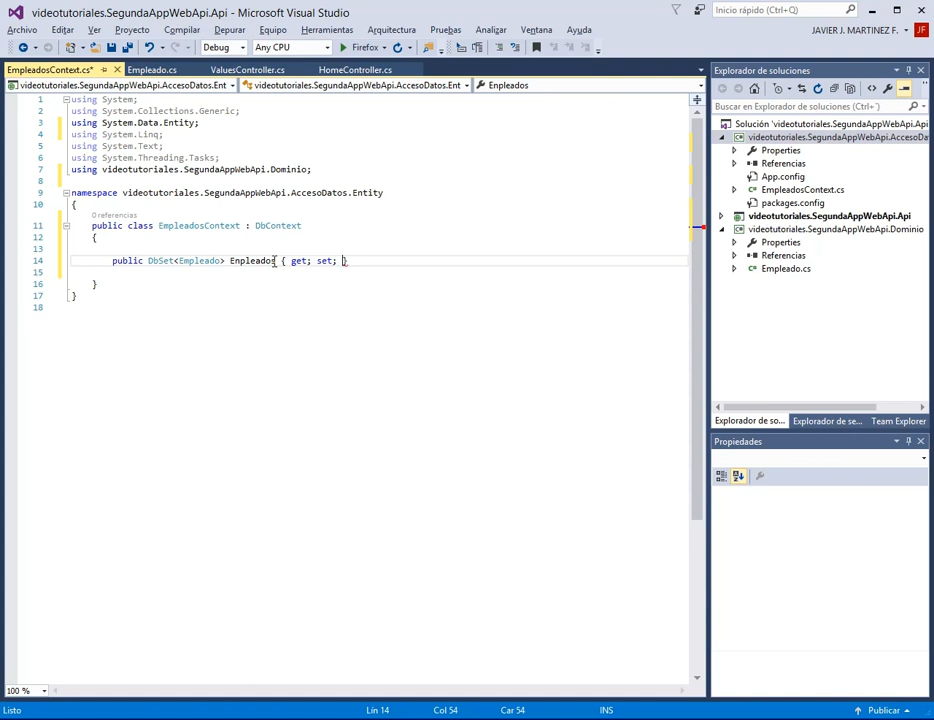 videotutoriales.SegundaAppWebApi.Api - Microsoft Visual Studio
Inicio rápido (Ctrl+Q)
Archivo Editar Ver Proyecto Compilar Depurar Equipo Herramientas Arquitectura Pruebas Analizar Ventana Ayuda
JAVIER J. MARTINEZ F. JF
Debug Any CPU Firefox
EmpleadosContext.cs* Empleado.cs ValuesController.cs HomeController.cs
videotutoriales.SegundaAppWebApi.AccesoDatos.Ent videotutoriales.SegundaAppWebApi.AccesoDatos.Ent Enpleados
1 using System;
2 using System.Collections.Generic;
3 using System.Data.Entity;
4 using System.Linq;
5 using System.Text;
6 using System.Threading.Tasks;
7 using videotutoriales.SegundaAppWebApi.Dominio;
8
9 namespace videotutoriales.SegundaAppWebApi.AccesoDatos.Entity
10 {
0 referencias
11 public class EmpleadosContext : DbContext
12 {
13
14 public DbSet<Empleado> Enpleados { get; set; }
15
16 }
17 }
18
100 %
Explorador de soluciones
Buscar en Explorador de soluciones (Ctrl+')
Solución 'videotutoriales.SegundaAppWebApi.Api
videotutoriales.SegundaAppWebApi.AccesoDat
Properties
Referencias
App.config
EmpleadosContext.cs
packages.config
videotutoriales.SegundaAppWebApi.Api
videotutoriales.SegundaAppWebApi.Dominio
Properties
Referencias
Empleado.cs
Explorador de so... Explorador de se... Team Explorer
Propiedades
Listo Lín 14 Col 54 Car 54 INS Publicar